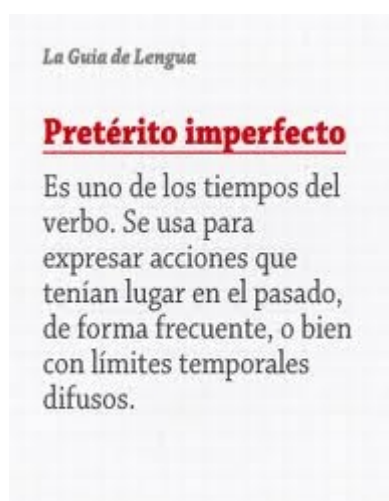 La Guia de Lengua
Pretérito imperfecto
Es uno de los tiempos del
verbo. Se usa para
expresar acciones que
tenían lugar en el pasado,
de forma frecuente, o bien
con límites temporales
difusos.